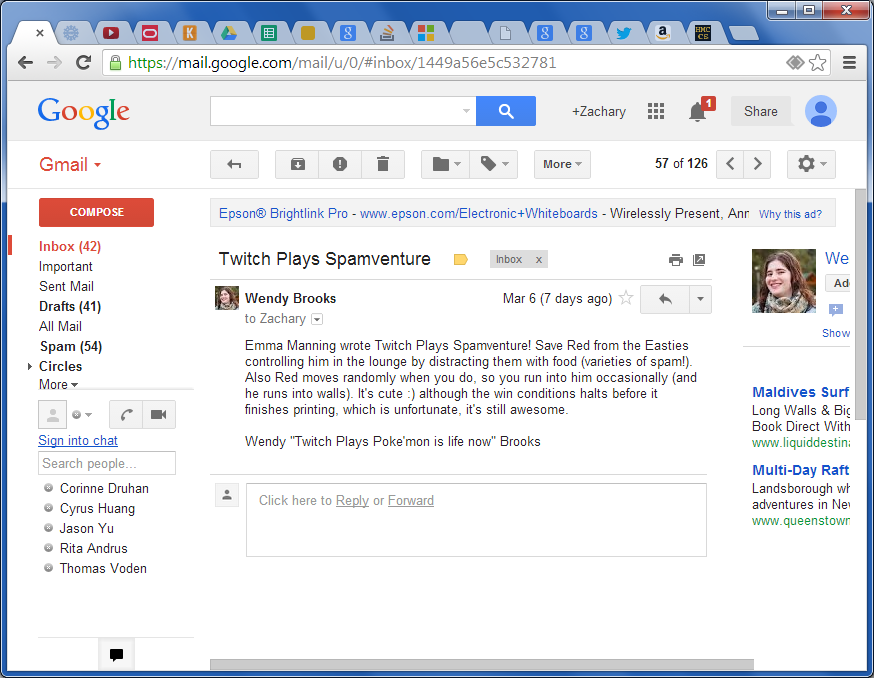 https://mail.google.com/mail/u/0/#inbox/1449a56e5c532781
Google
+Zachary
1
Share
Gmail
More
57 of 126
COMPOSE
Epson® Brightlink Pro - www.epson.com/Electronic+Whiteboards - Wirelessly Present, Ann
Why this ad?
Inbox (42)
Important
Sent Mail
Drafts (41)
All Mail
Spam (54)
Circles
More
Twitch Plays Spamventure
Inbox x
Wendy Brooks
Mar 6 (7 days ago)
to Zachary
Emma Manning wrote Twitch Plays Spamventure! Save Red from the Easties
controlling him in the lounge by distracting them with food (varieties of spam!).
Also Red moves randomly when you do, so you run into him occasionally (and
he runs into walls). It's cute :) although the win conditions halts before it
finishes printing, which is unfortunate, it's still awesome.
Wendy "Twitch Plays Poke'mon is life now" Brooks
Click here to Reply or Forward
Sign into chat
Search people...
Corinne Druhan
Cyrus Huang
Jason Yu
Rita Andrus
Thomas Voden
We
Ad
Show
Maldives Surf
Long Walls & Big
Book Direct With
www.liquiddestina
Multi-Day Raft
Landsborough wh
adventures in Nev
www.queenstown
HMC
CS